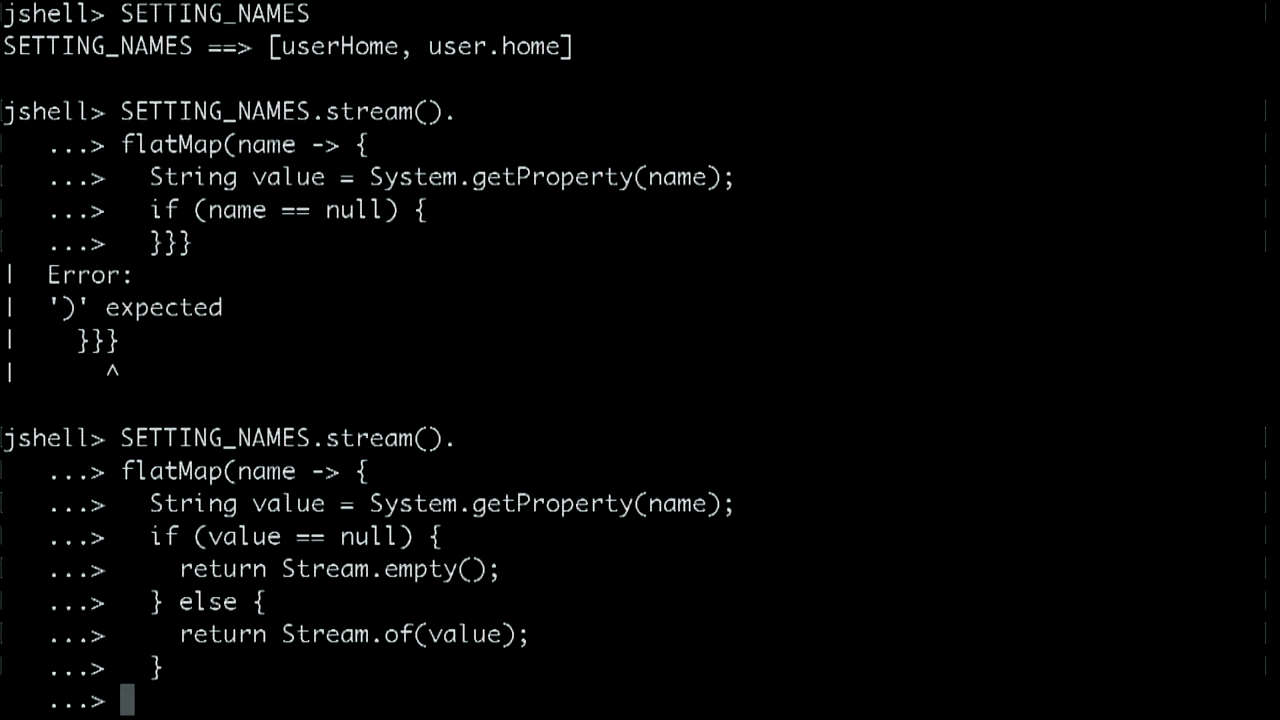 jshell> SETTING_NAMES
SETTING_NAMES ==> [userHome, user.home]
jshell> SETTING_NAMES.stream().
...> flatMap(name -> {
...>   String value = System.getProperty(name);
...>   if (name == null) {
...>   }}}
|  Error:
|  ')' expected
|    }}}
|      ^
jshell> SETTING_NAMES.stream().
...> flatMap(name -> {
...>   String value = System.getProperty(name);
...>   if (value == null) {
...>     return Stream.empty();
...>   } else {
...>     return Stream.of(value);
...>   }
...>